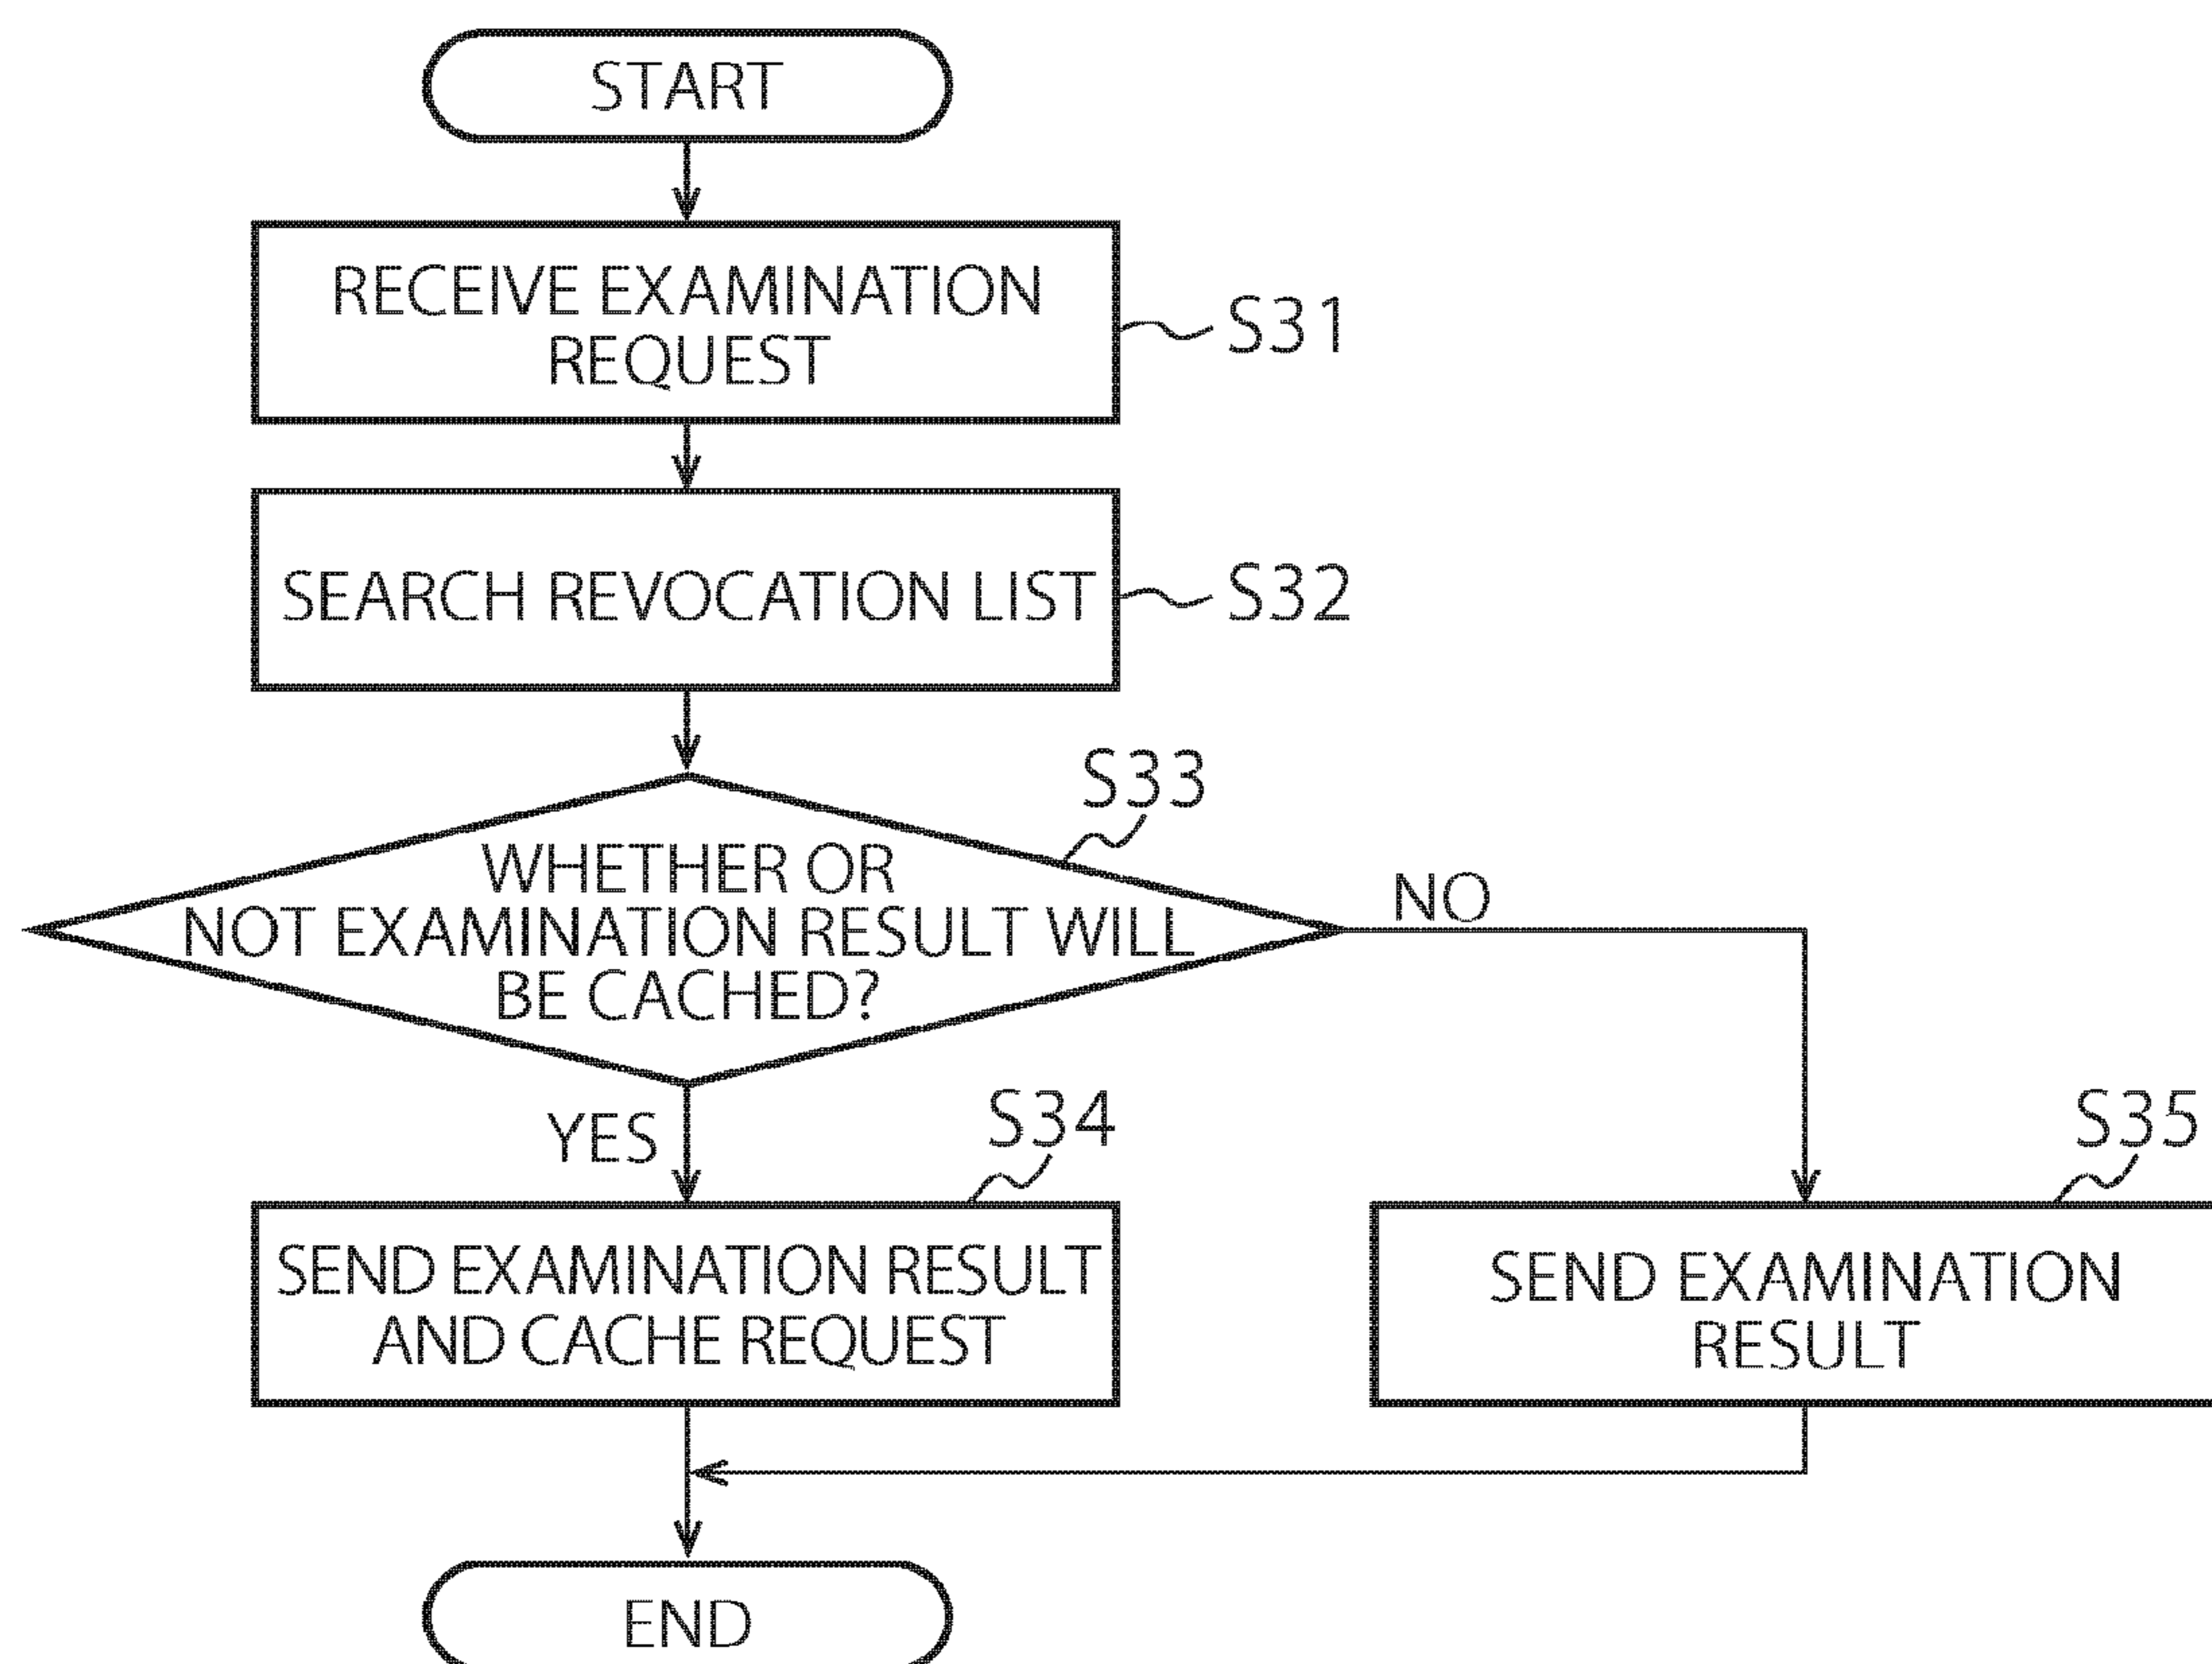 START
RECEIVE EXAMINATION
REQUEST
S31
SEARCH REVOCATION LIST
S32
S33
WHETHER OR
NOT EXAMINATION RESULT WILL
BE CACHED?
NO
YES
S34
SEND EXAMINATION RESULT
AND CACHE REQUEST
S35
SEND EXAMINATION
RESULT
END